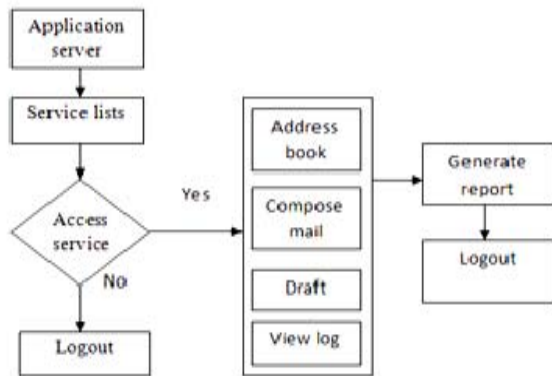 Application
server
Service lists
Access
service
Yes
No
Logout
Address
book
Compose
mail
Draft
View log
Generate
report
Logout